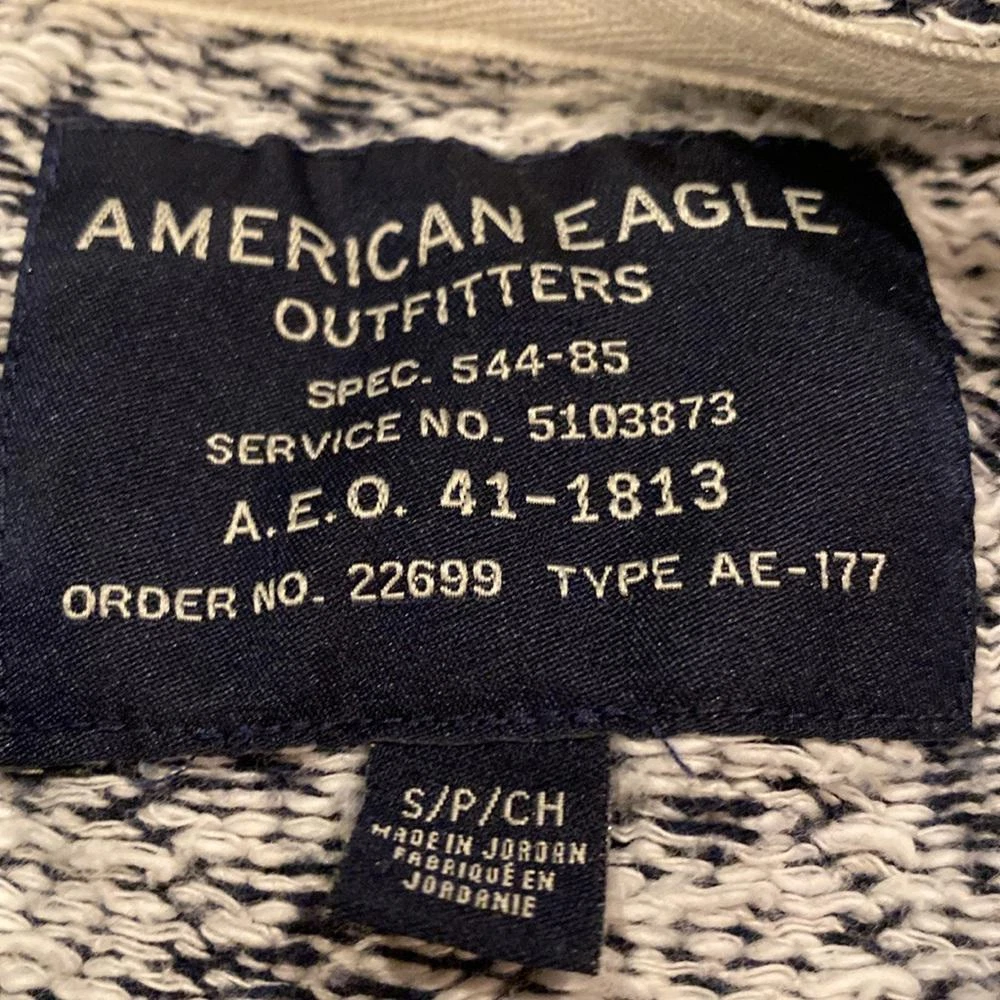 AMERICAN EAGLE
OUTFITTERS
SPEC. 544-85
SERVICE NO. 5103873
A.E.O. 41-1813
ORDER NO. 22699 TYPE AE-177
S/P/CH
MADE IN JORDAN
FABRIQUÉ EN
JORDANIE